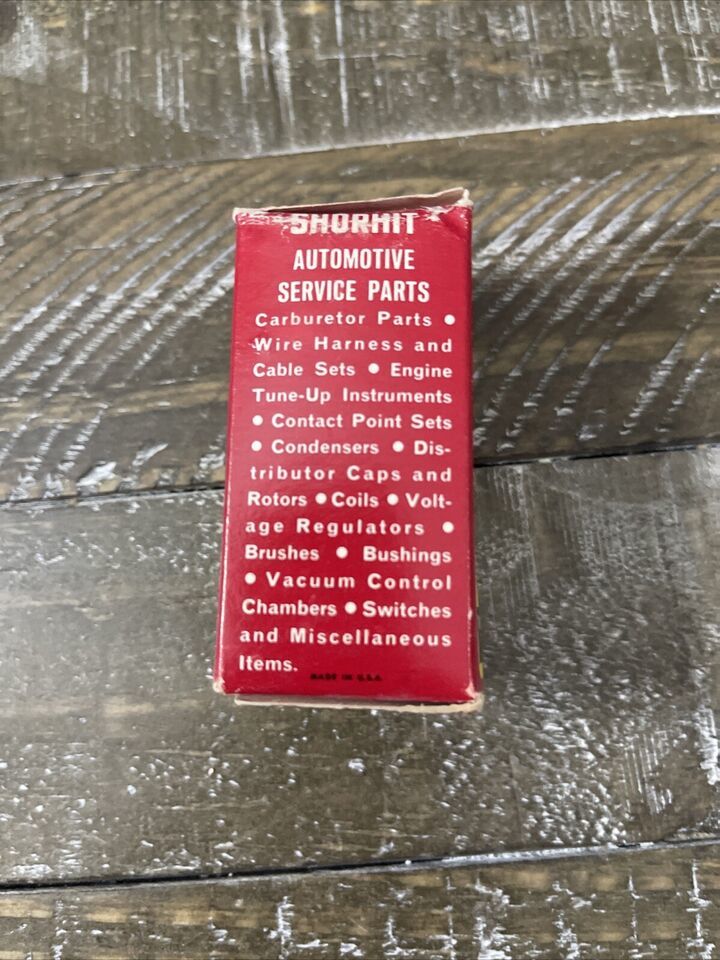 SHORHIT
AUTOMOTIVE
SERVICE PARTS
Carburetor Parts •
Wire Harness and
Cable Sets • Engine
Tune-Up Instruments
• Contact Point Sets
• Condensers • Dis-
tributor Caps and
Rotors • Coils • Volt-
age Regulators •
Brushes • Bushings
• Vacuum Control
Chambers • Switches
and Miscellaneous
Items.
MADE IN U.S.A.